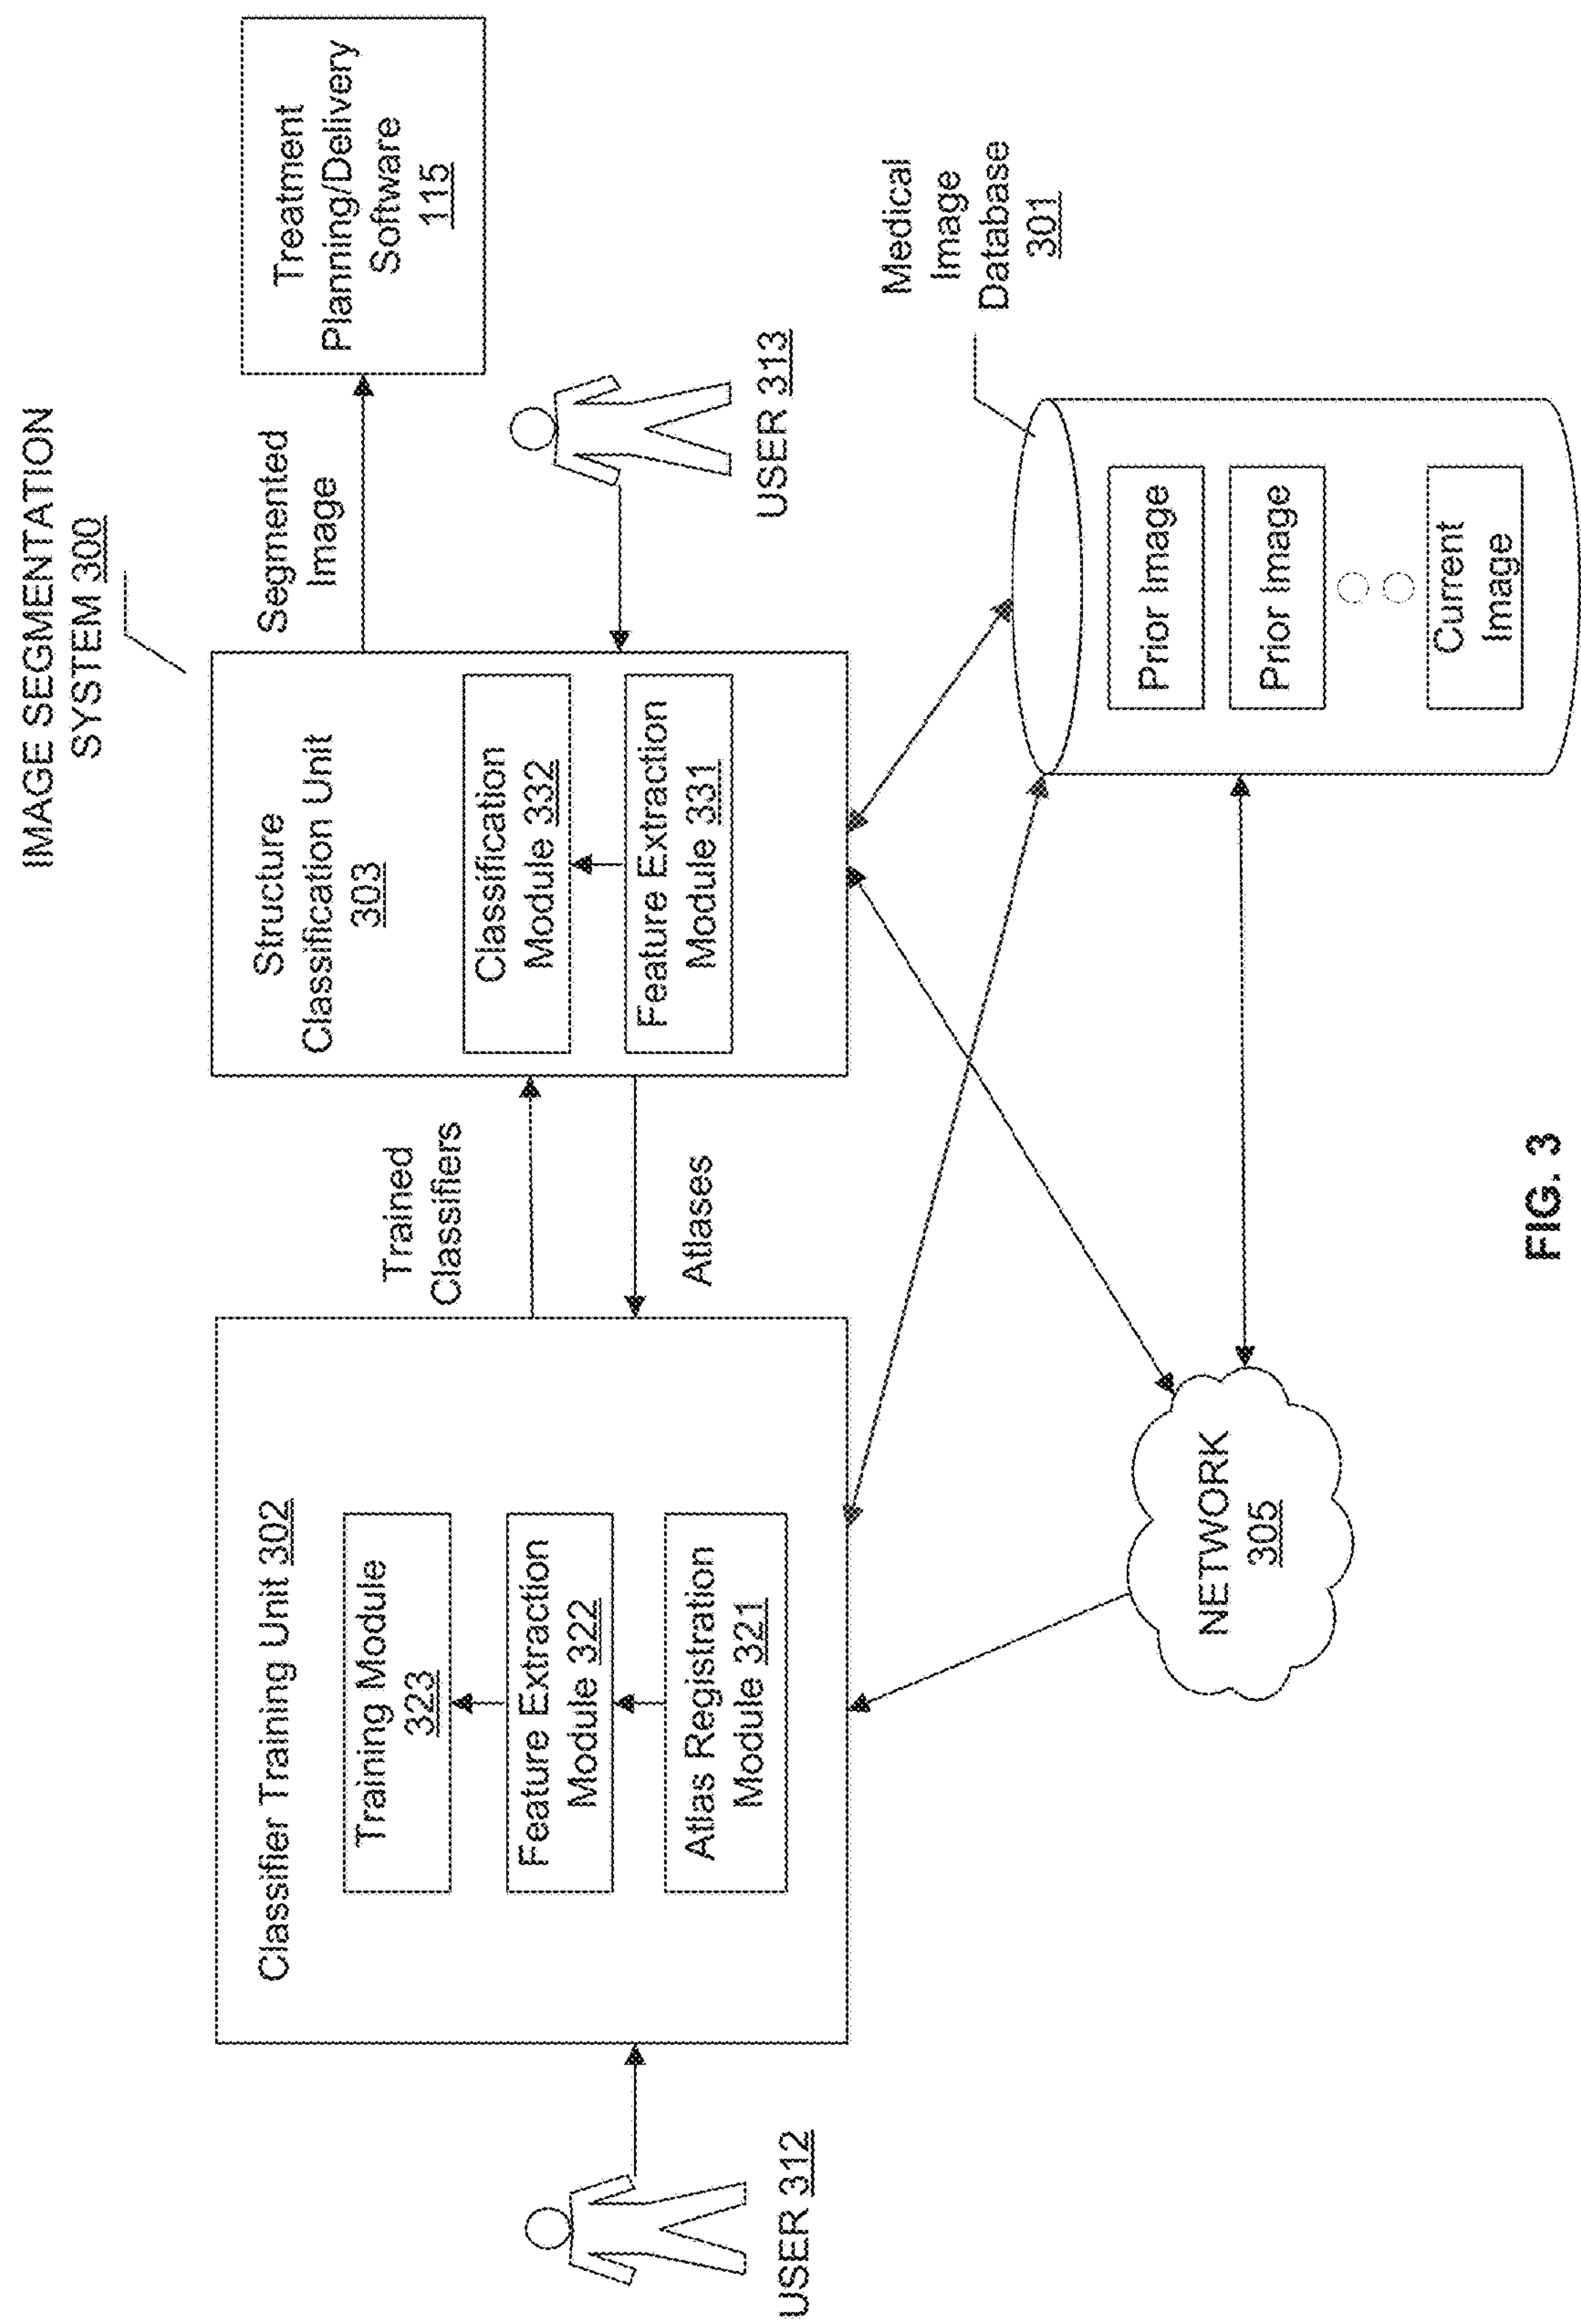 IMAGE SEGMENTATION
SYSTEM 300
Classifier Training Unit 302
Training Module
323
Feature Extraction
Module 322
Atlas Registration
Module 321
USER 312
Trained
Classifiers
Atlases
Structure
Classification Unit
303
Classification
Module 332
Feature Extraction
Module 331
Segmented
Image
Treatment
Planning/Delivery
Software
115
USER 313
Medical
Image
Database
301
Prior Image
Prior Image
Current
Image
NETWORK
305
FIG. 3